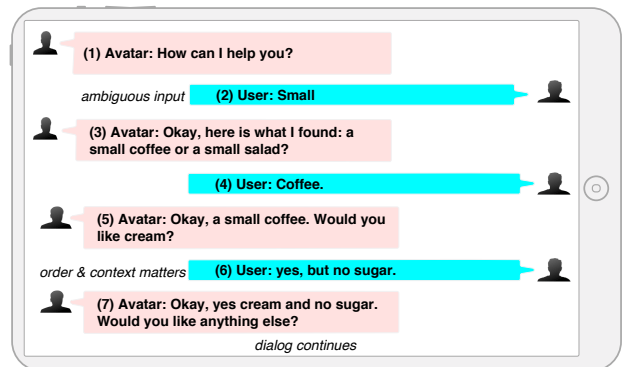 (1) Avatar: How can I help you?
ambiguous input
(2) User: Small
(3) Avatar: Okay, here is what I found: a
small coffee or a small salad?
(4) User: Coffee.
(5) Avatar: Okay, a small coffee. Would you
like cream?
order & context matters
(6) User: yes, but no sugar.
(7) Avatar: Okay, yes cream and no sugar.
Would you like anything else?
dialog continues